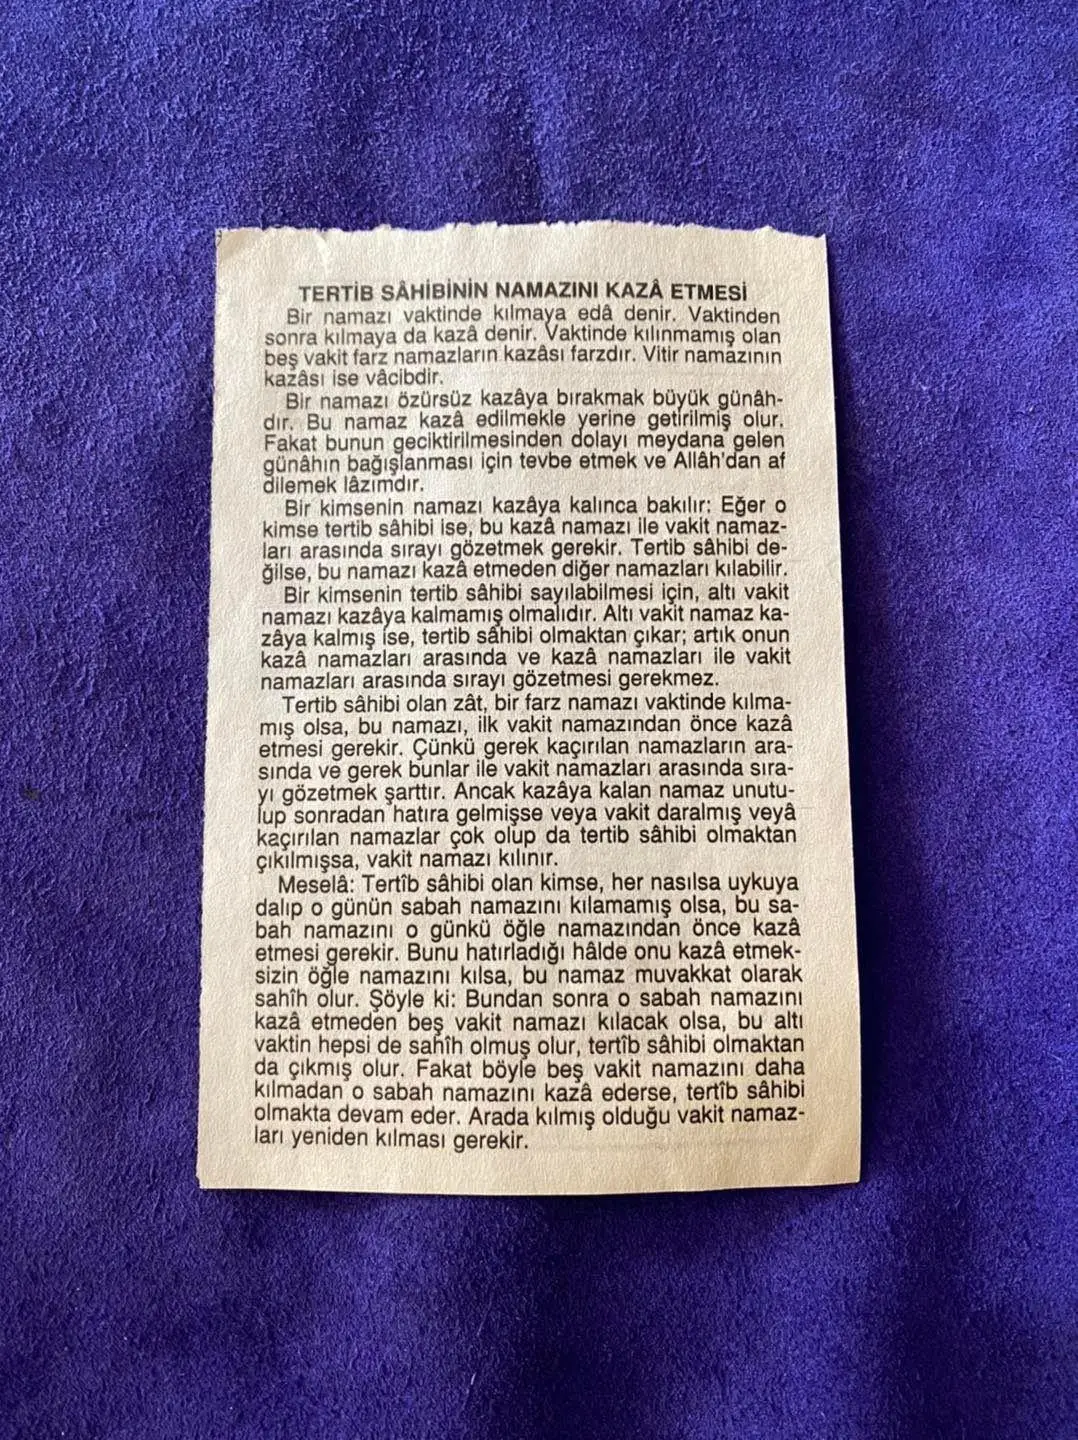 TERTİB SÂHİBİNİN NAMAZINI KAZÂ ETMESİ
Bir namazı vaktinde kılmaya edâ denir. Vaktinden
sonra kılmaya da kazâ denir. Vaktinde kılınmamış olan
beş vakit farz namazların kazâsı farzdır. Vitir namazının
kazâsı ise vâcibdir.
Bir namazı özürsüz kazâya bırakmak büyük günâh-
dır. Bu namaz kazâ edilmekle yerine getirilmiş olur.
Fakat bunun geciktirilmesinden dolayı meydana gelen
günâhın bağışlanması için tevbe etmek ve Allâh'dan af
dilemek lâzımdır.
Bir kimsenin namazı kazâya kalınca bakılır: Eğer o
kimse tertib sâhibi ise, bu kazâ namazı ile vakit namaz-
ları arasında sırayı gözetmek gerekir. Tertib sâhibi de-
ğilse, bu namazı kazâ etmeden diğer namazları kılabilir.
Bir kimsenin tertib sâhibi sayılabilmesi için, altı vakit
namazı kazâya kalmamış olmalıdır. Altı vakit namaz ka-
zâya kalmış ise, tertib sâhibi olmaktan çıkar; artık onun
kazâ namazları arasında ve kazâ namazları ile vakit
namazları arasında sırayı gözetmesi gerekmez.
Tertib sâhibi olan zât, bir farz namazı vaktinde kılma-
mış olsa, bu namazı, ilk vakit namazından önce kazâ
etmesi gerekir. Çünkü gerek kaçırılan namazların ara-
sında ve gerek bunlar ile vakit namazları arasında sıra-
yı gözetmek şarttır. Ancak kazâya kalan namaz unutu-
lup sonradan hatıra gelmişse veya vakit daralmış veyâ
kaçırılan namazlar çok olup da tertib sâhibi olmaktan
çıkılmışsa, vakit namazı kılınır.
Meselâ: Tertîb sâhibi olan kimse, her nasılsa uykuya
dalıp o günün sabah namazını kılamamış olsa, bu sa-
bah namazını o günkü öğle namazından önce kazâ
etmesi gerekir. Bunu hatırladığı hâlde onu kazâ etmek-
sizin öğle namazını kılsa, bu namaz muvakkat olarak
sahîh olur. Şöyle ki: Bundan sonra o sabah namazını
kazâ etmeden beş vakit namazı kılacak olsa, bu altı
vaktin hepsi de sahîh olmuş olur, tertîb sâhibi olmaktan
da çıkmış olur. Fakat böyle beş vakit namazını daha
kılmadan o sabah namazını kazâ ederse, tertîb sâhibi
olmakta devam eder. Arada kılmış olduğu vakit namaz-
ları yeniden kılması gerekir.